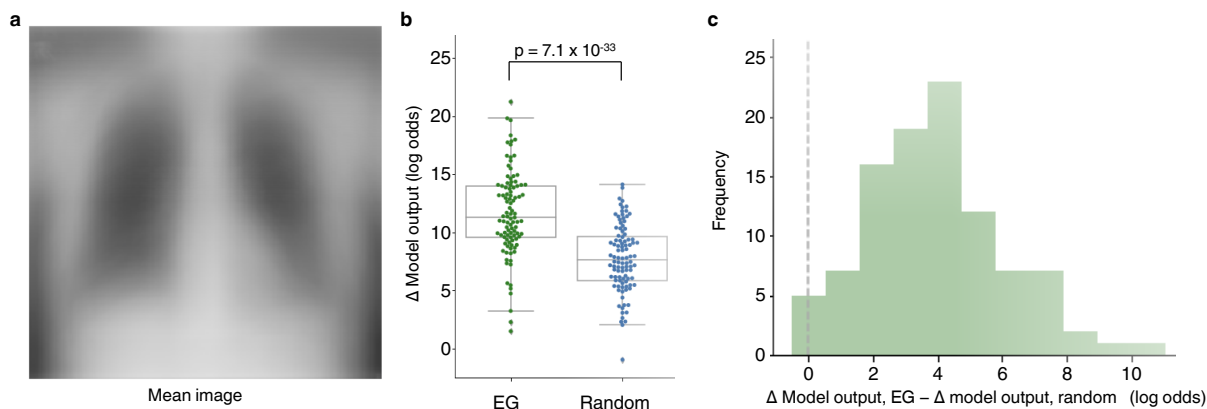 a
Mean image
b
p = 7.1 x 10⁻³³
Δ Model output (log odds)
25
20
15
10
5
0
EG
Random
c
Frequency
25
20
15
10
5
0
0 2 4 6 8 10
Δ Model output, EG – Δ model output, random (log odds)